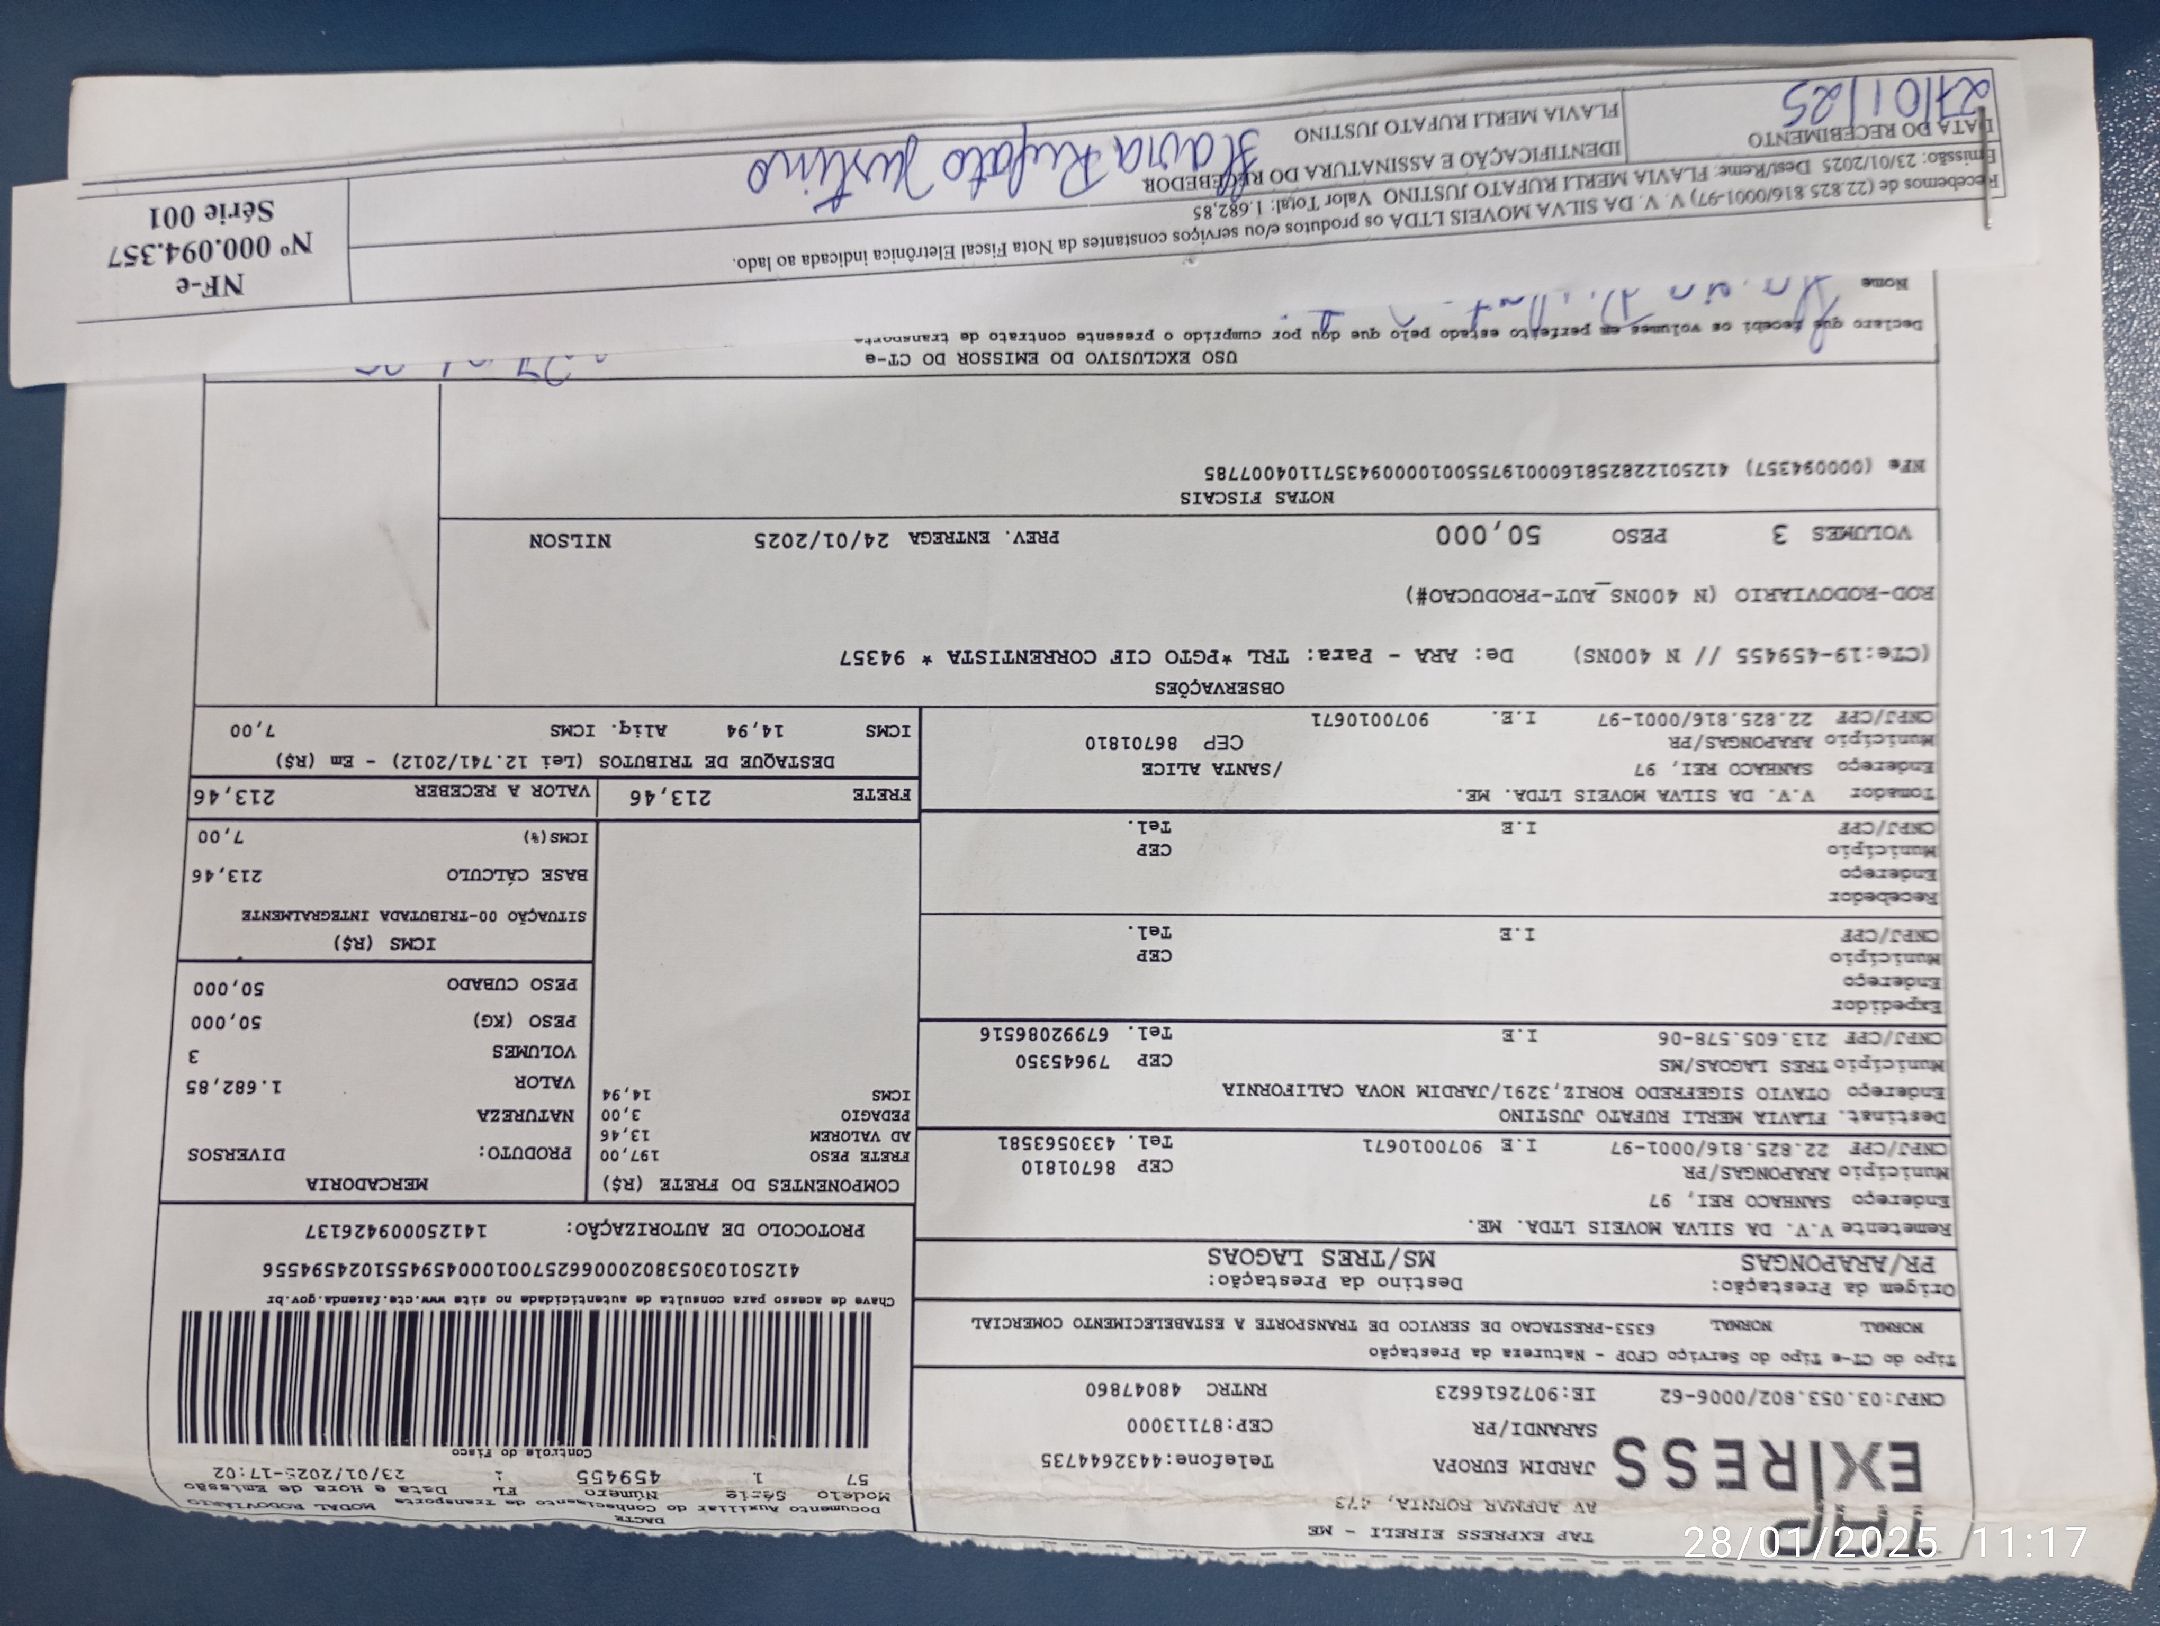 28/01/2025 11:17
TAP EXPRESS EIRELI - ME
AV ADEMAR BORNIA, 473
EXPRESS
JARDIM EUROPA Telefone:4432644735
SARANDI/PR CEP:87113000
CNPJ:03.053.802/0006-62 IE:9072616623 RNTRC 48047860
Tipo do CT-e Tipo do Serviço CFOP - Natureza da Prestação
NORMAL NORMAL 6353-PRESTACAO DE SERVICO DE TRANSPORTE A ESTABELECIMENTO COMERCIAL
Origem da Prestação: Destino da Prestação:
PR/ARAPONGAS MS/TRES LAGOAS
DACTE
Documento Auxiliar do Conhecimento de Transporte MODAL RODOVIÁRIO
Modelo Série Número FL Data e Hora de Emissão
57 1 459455 23/01/2025-17:02
Controle do Fisco
Chave de acesso para consulta de autenticidade no site www.cte.fazenda.gov.br
41250103053802000662570010004594551024594556
PROTOCOLO DE AUTORIZAÇÃO: 141250009426137
Remetente V.V. DA SILVA MOVEIS LTDA. ME.
Endereço SANHACO REI, 97
Município ARAPONGAS/PR CEP 86701810
CNPJ/CPF 22.825.816/0001-97 I.E 9070010671 Tel. 4330563581
Destinat. FLAVIA MERLI RUFATO JUSTINO
Endereço OTAVIO SIGEFREDO RORIZ,3291/JARDIM NOVA CALIFORNIA
Município TRES LAGOAS/MS CEP 79645350
CNPJ/CPF 213.605.578-06 I.E Tel. 67992086516
Expedidor
Endereço
Município CEP
CNPJ/CPF I.E Tel.
Recebedor
Endereço
Município CEP
CNPJ/CPF I.E Tel.
Tomador V.V. DA SILVA MOVEIS LTDA. ME.
Endereço SANHACO REI, 97 /SANTA ALICE
Município ARAPONGAS/PR CEP 86701810
CNPJ/CPF 22.825.816/0001-97 I.E. 9070010671
COMPONENTES DO FRETE (R$)
FRETE PESO 197,00
AD VALOREM 13,46
PEDAGIO 3,00
ICMS 14,94
MERCADORIA
PRODUTO: DIVERSOS
NATUREZA
VALOR 1.682,85
VOLUMES 3
PESO (KG) 50,000
PESO CUBADO 50,000
ICMS (R$)
SITUAÇÃO 00-TRIBUTADA INTEGRALMENTE
BASE CÁLCULO 213,46
ICMS(%) 7,00
FRETE 213,46 VALOR A RECEBER 213,46
DESTAQUE DE TRIBUTOS (Lei 12.741/2012) - Em (R$)
ICMS 14,94 Aliq. ICMS 7,00
OBSERVAÇÕES
(CTe:19-459455 // N 400NS) De: ARA - Para: TRL *PGTO CIF CORRENTISTA * 94357
ROD-RODOVIARIO (N 400NS_AUT-PRODUCAO#)
VOLUMES 3 PESO 50,000 PREV. ENTREGA 24/01/2025 NILSON
NOTAS FISCAIS
NFe (000094357) 41250122825816000197550010000943571104007785
USO EXCLUSIVO DO EMISSOR DO CT-e
Declaro que recebi os volumes em perfeito estado pelo que dou por cumprido o presente contrato de transporte
Nome
Recebemos de (22.825.816/0001-97) V. V. DA SILVA MOVEIS LTDA os produtos e/ou serviços constantes da Nota Fiscal Eletrônica indicada ao lado.
Emissão: 23/01/2025 Dest/Reme: FLAVIA MERLI RUFATO JUSTINO Valor Total: 1.682,85
DATA DO RECEBIMENTO
27/01/25
IDENTIFICAÇÃO E ASSINATURA DO RECEBEDOR
FLAVIA MERLI RUFATO JUSTINO
Flavia Rufato Justino
NF-e
Nº 000.094.357
Série 001